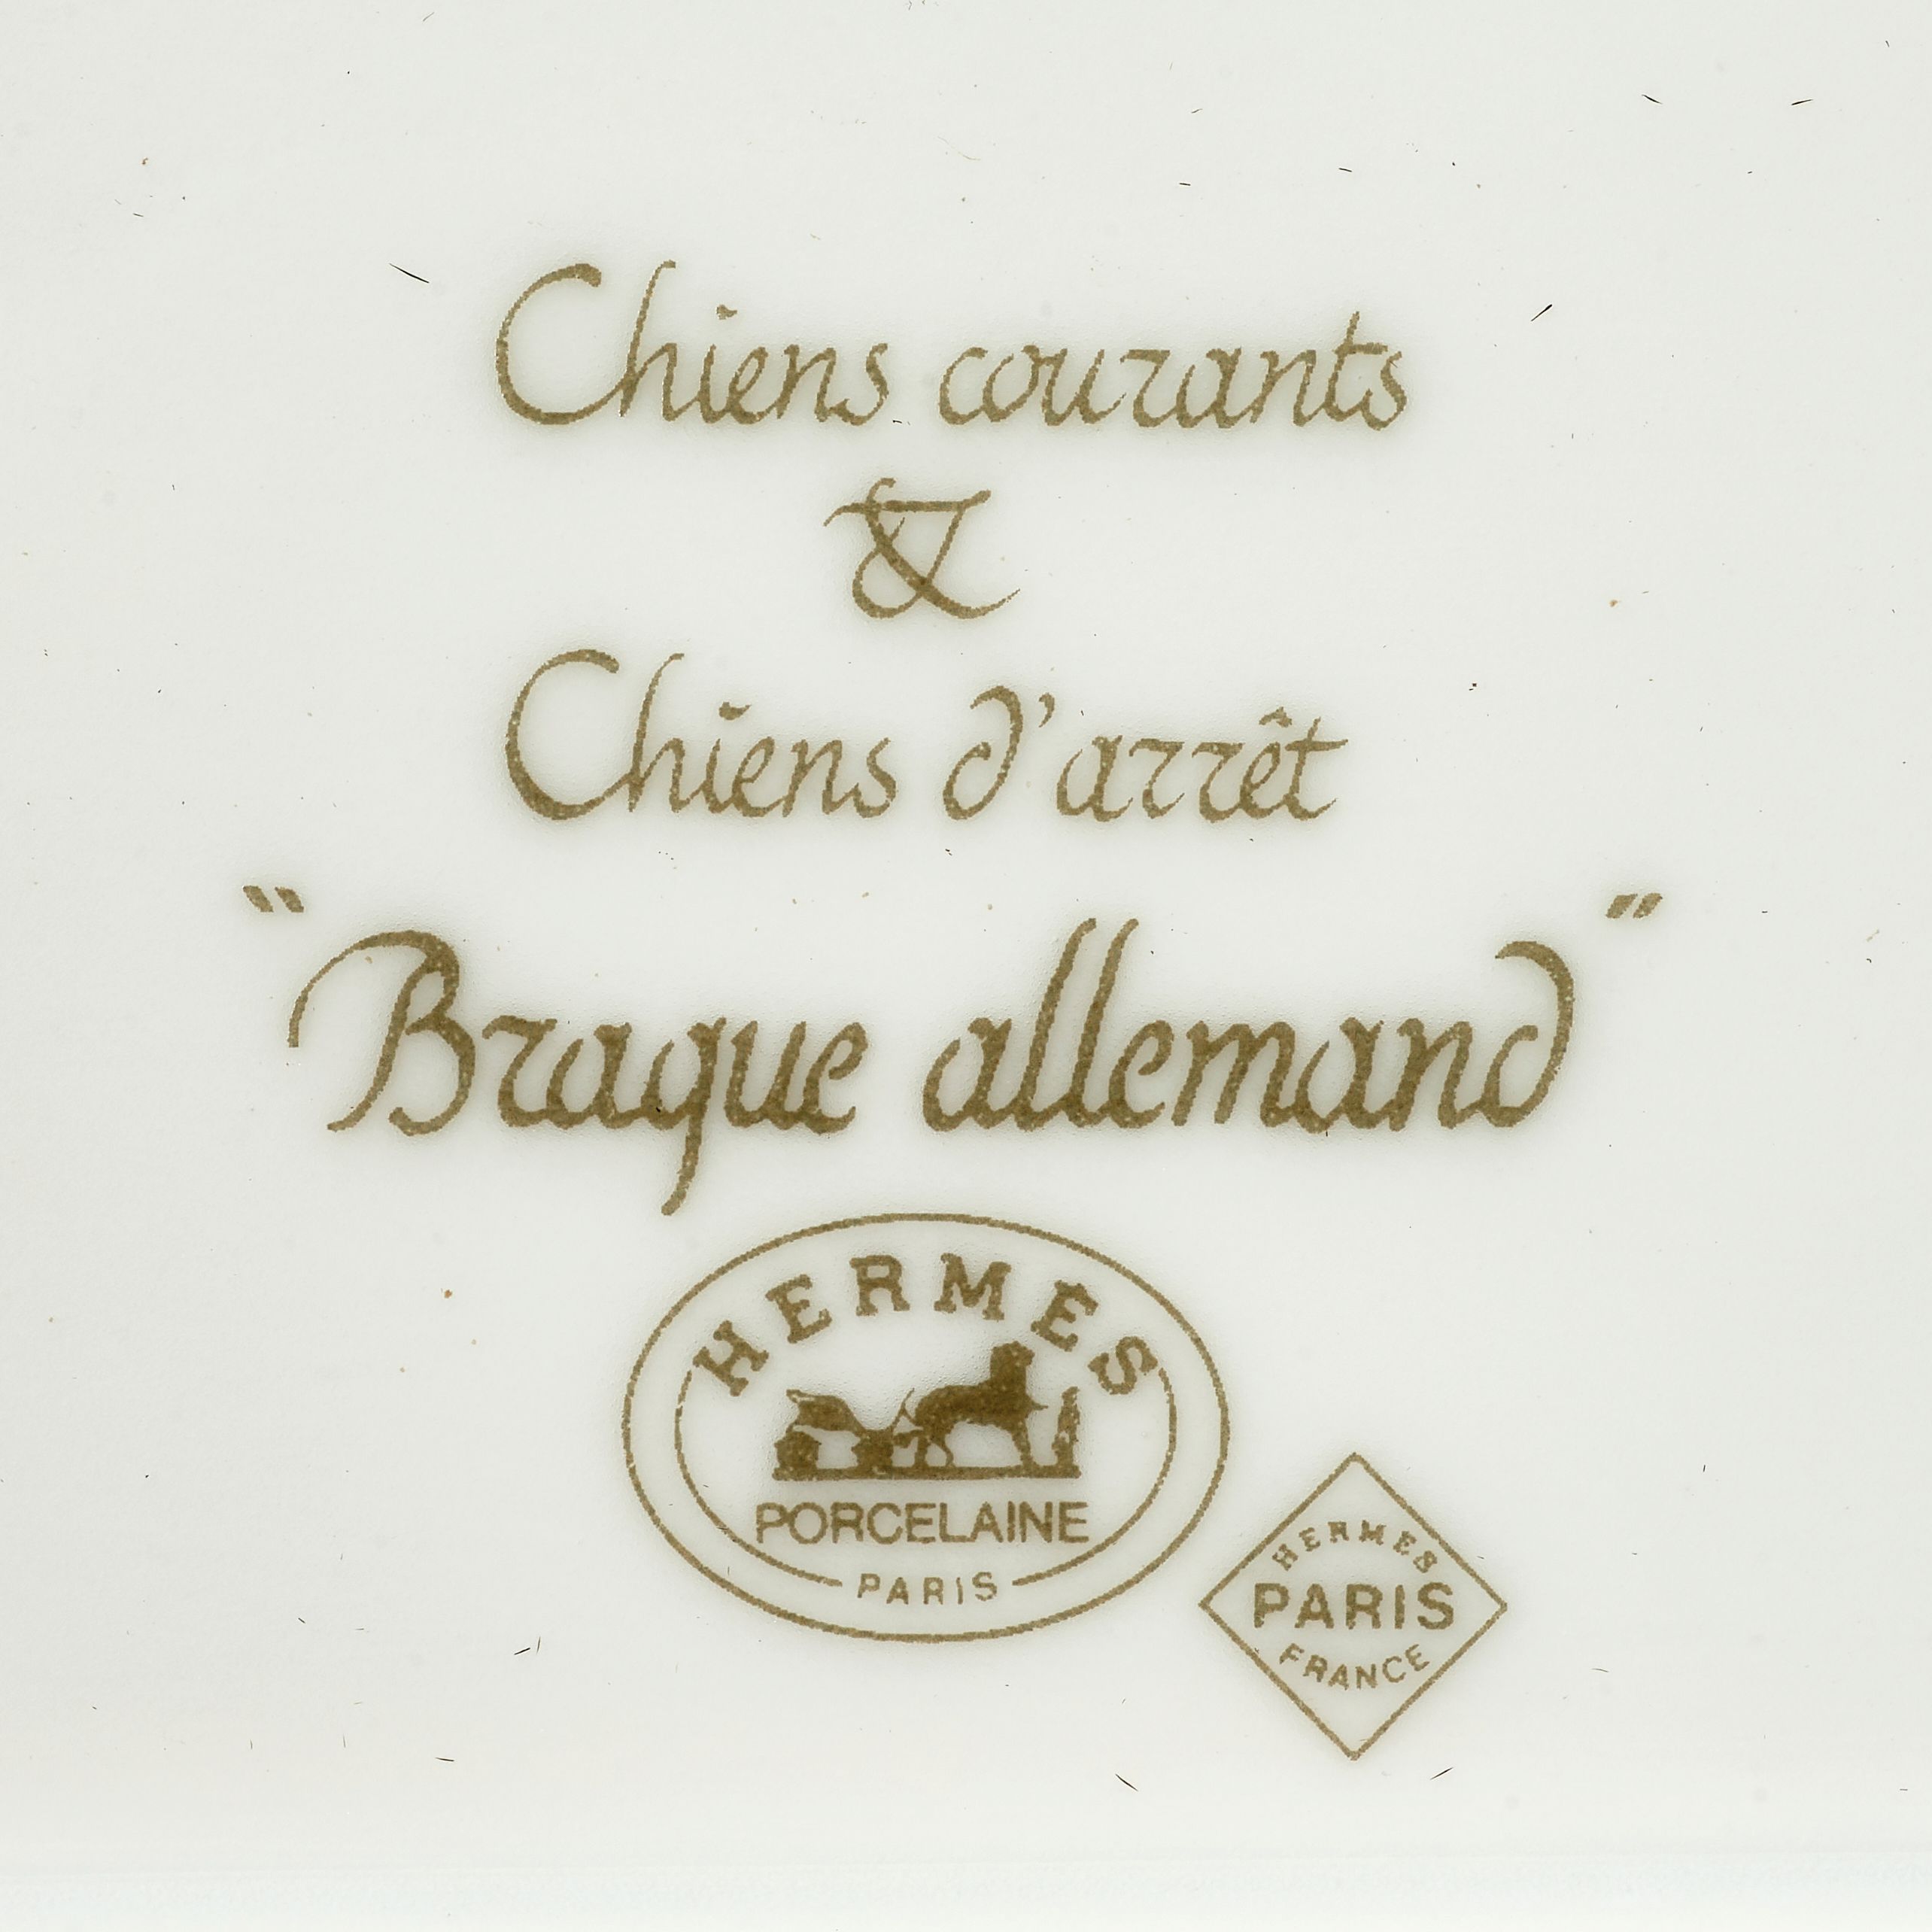 Chiens courants
&
Chiens d'arrêt
"Braque allemand"
HERMES
PORCELAINE
PARIS
HERMES
PARIS
FRANCE